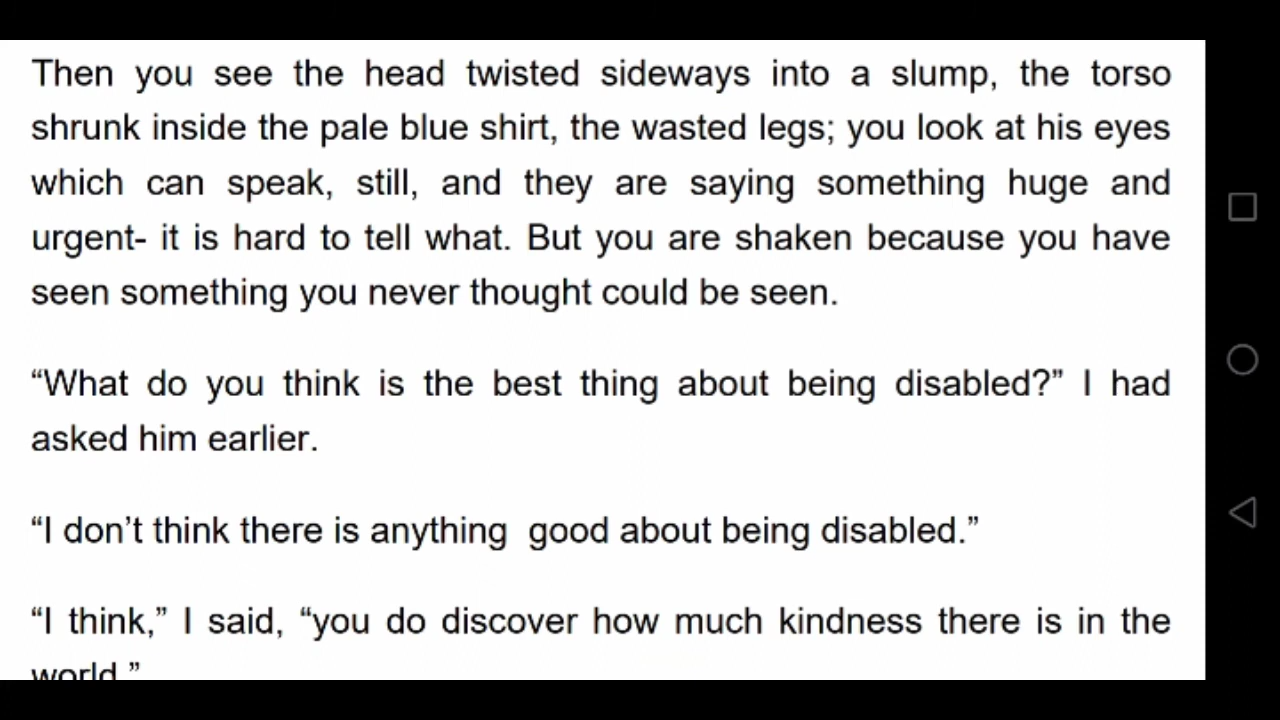 Then you see the head twisted sideways into a slump, the torso
shrunk inside the pale blue shirt, the wasted legs; you look at his eyes
which can speak, still, and they are saying something huge and
urgent- it is hard to tell what. But you are shaken because you have
seen something you never thought could be seen.
“What do you think is the best thing about being disabled?” I had
asked him earlier.
“I don’t think there is anything  good about being disabled.”
“I think,” I said, “you do discover how much kindness there is in the
world.”